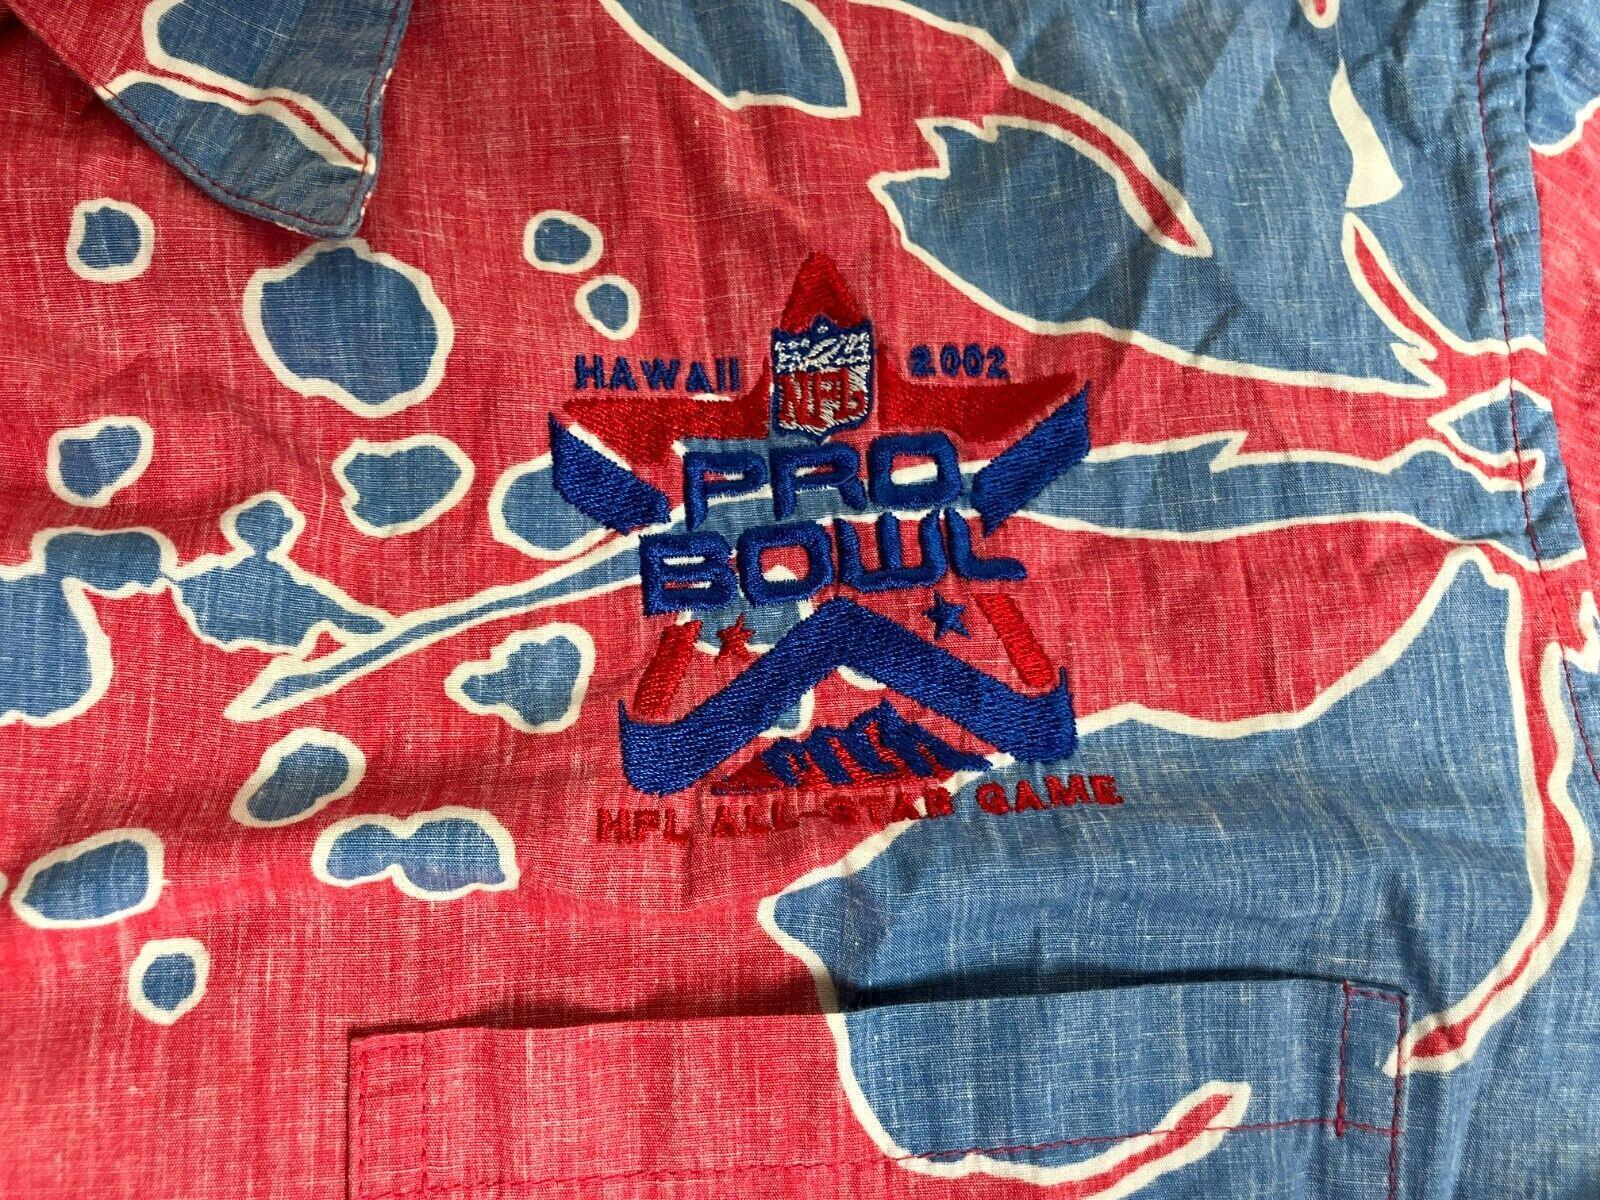 HAWAII 2002
NFL
PRO
BOWL
NFL ALL-STAR GAME